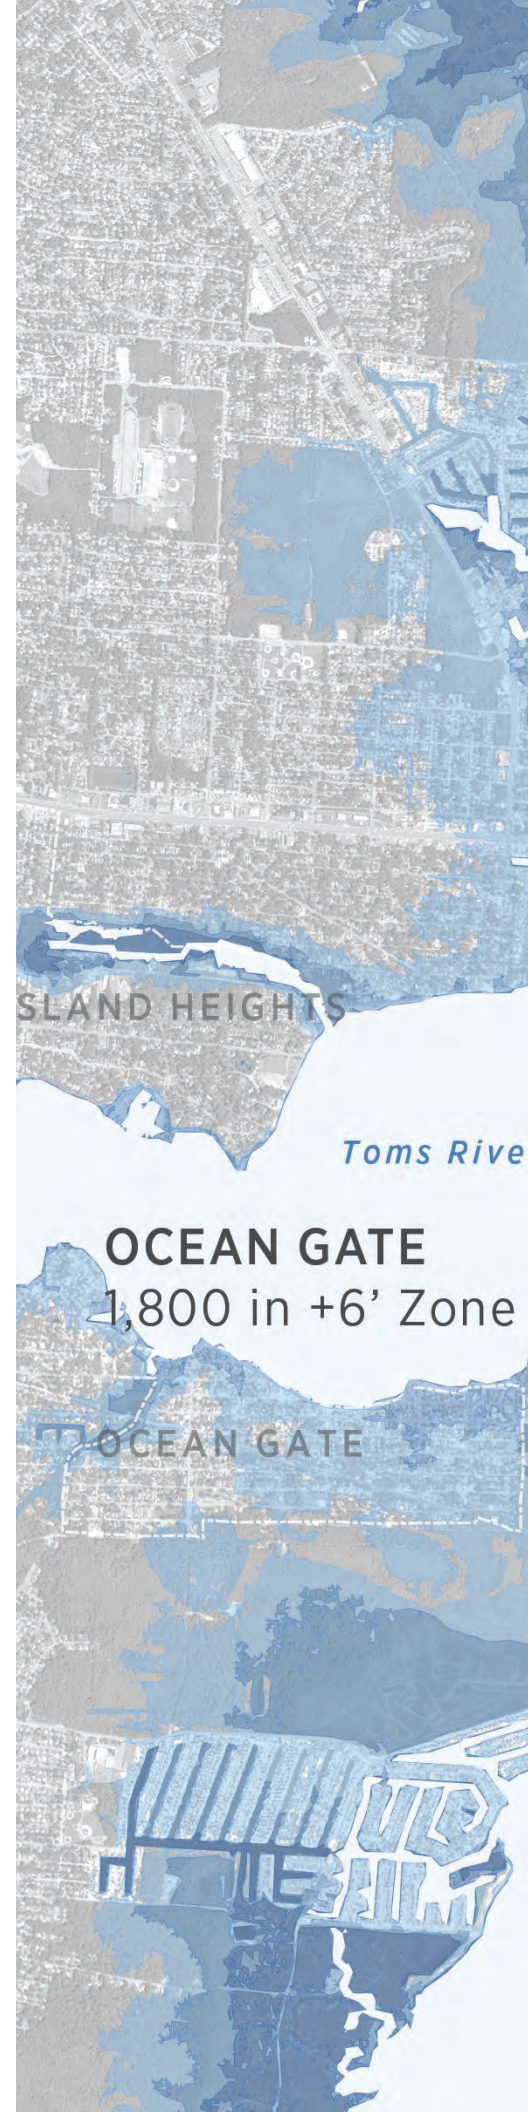 SLAND HEIGHTS
Toms Rive
OCEAN GATE
1,800 in +6’ Zone
OCEAN GATE